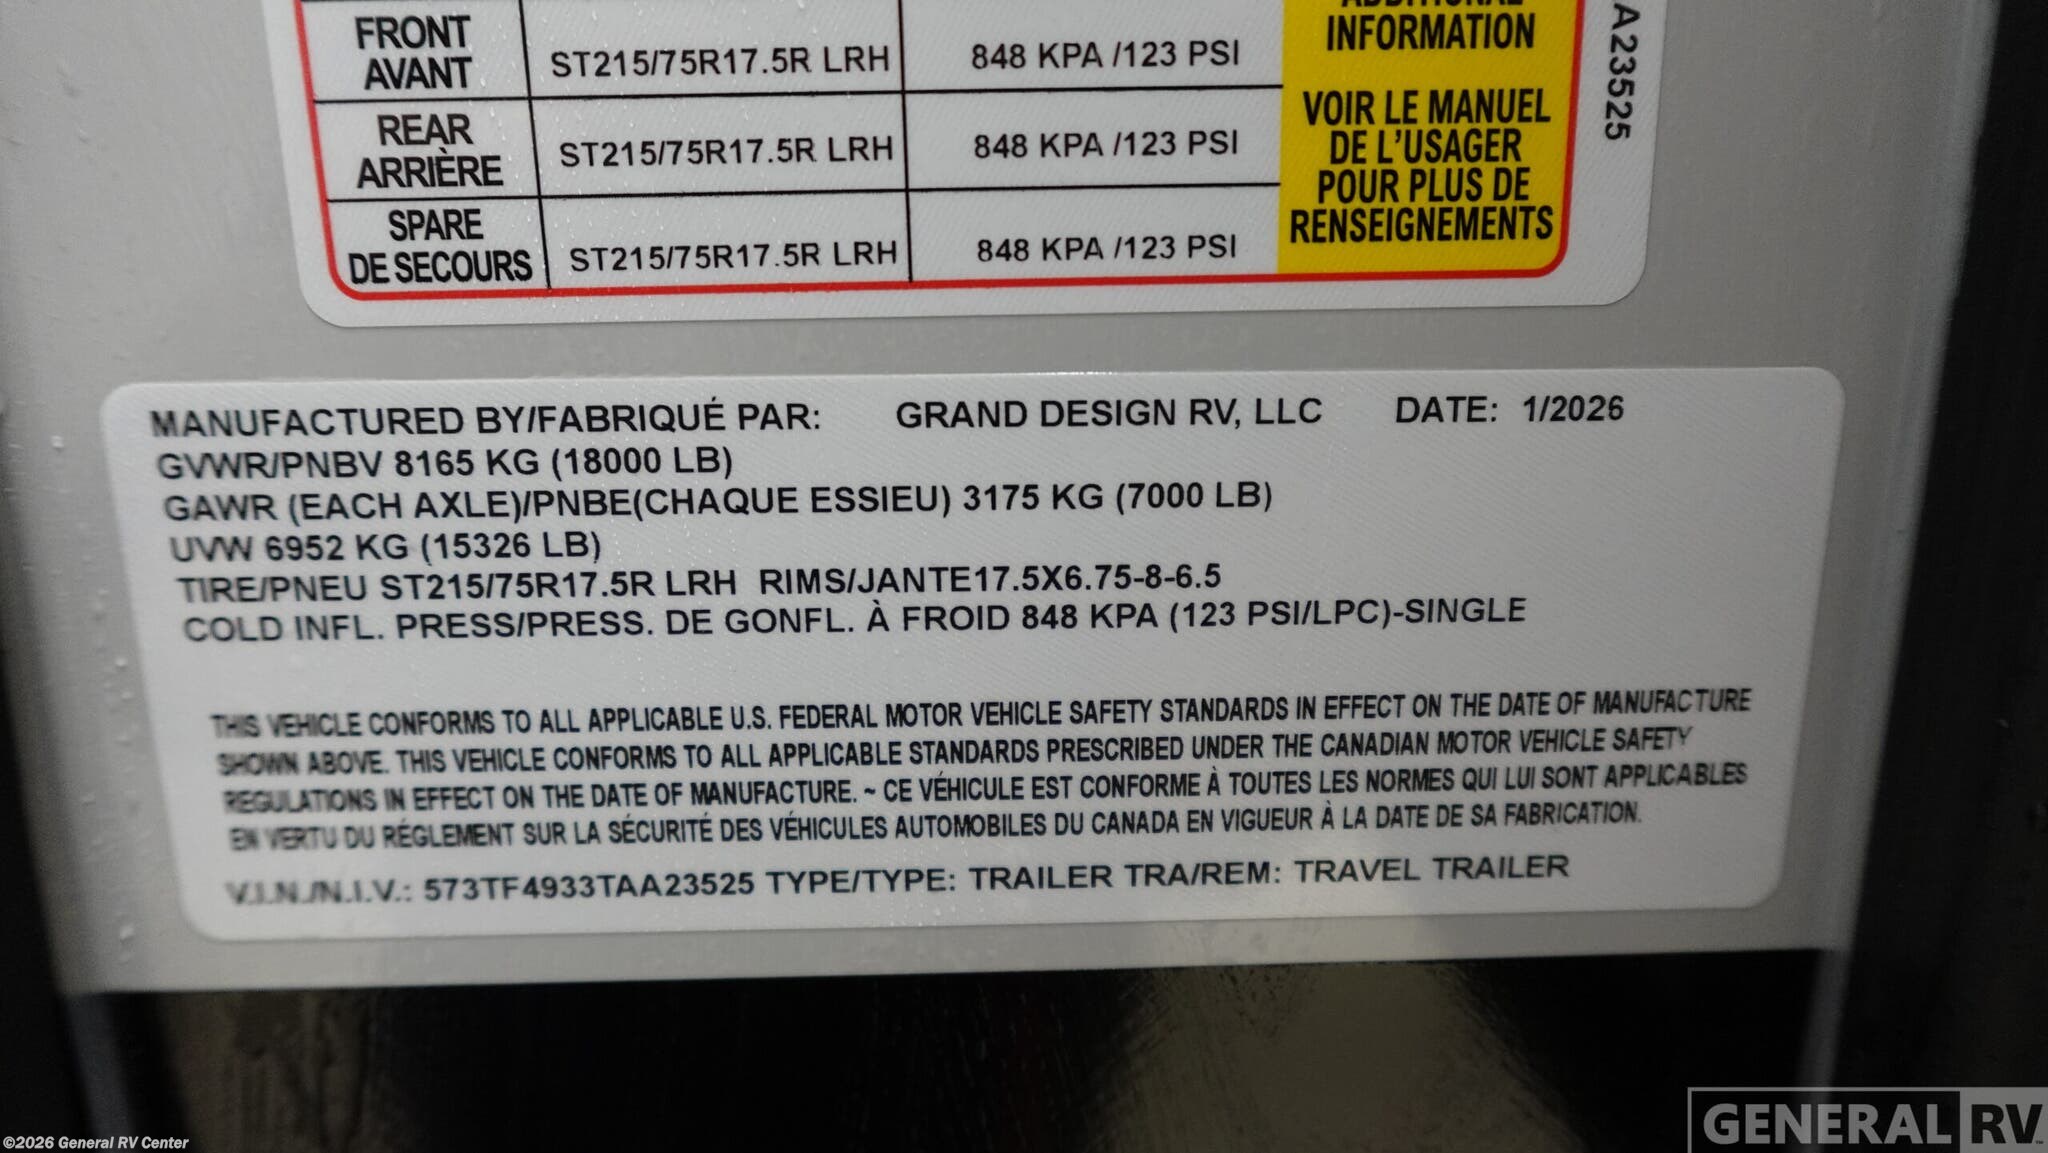 ADDITIONAL
INFORMATION
FRONT
AVANT
ST215/75R17.5R LRH
848 KPA /123 PSI
REAR
ARRIÈRE
ST215/75R17.5R LRH
848 KPA /123 PSI
SPARE
DE SECOURS
ST215/75R17.5R LRH
848 KPA /123 PSI
VOIR LE MANUEL
DE L'USAGER
POUR PLUS DE
RENSEIGNEMENTS
A23525
MANUFACTURED BY/FABRIQUÉ PAR: GRAND DESIGN RV, LLC DATE: 1/2026
GVWR/PNBV 8165 KG (18000 LB)
GAWR (EACH AXLE)/PNBE(CHAQUE ESSIEU) 3175 KG (7000 LB)
UVW 6952 KG (15326 LB)
TIRE/PNEU ST215/75R17.5R LRH RIMS/JANTE17.5X6.75-8-6.5
COLD INFL. PRESS/PRESS. DE GONFL. À FROID 848 KPA (123 PSI/LPC)-SINGLE
THIS VEHICLE CONFORMS TO ALL APPLICABLE U.S. FEDERAL MOTOR VEHICLE SAFETY STANDARDS IN EFFECT ON THE DATE OF MANUFACTURE
SHOWN ABOVE. THIS VEHICLE CONFORMS TO ALL APPLICABLE STANDARDS PRESCRIBED UNDER THE CANADIAN MOTOR VEHICLE SAFETY
REGULATIONS IN EFFECT ON THE DATE OF MANUFACTURE. ~ CE VÉHICULE EST CONFORME À TOUTES LES NORMES QUI LUI SONT APPLICABLES
EN VERTU DU RÉGLEMENT SUR LA SÉCURITÉ DES VÉHICULES AUTOMOBILES DU CANADA EN VIGUEUR À LA DATE DE SA FABRICATION.
V.I.N./N.I.V.: 573TF4933TAA23525 TYPE/TYPE: TRAILER TRA/REM: TRAVEL TRAILER
©2026 General RV Center
GENERAL RV